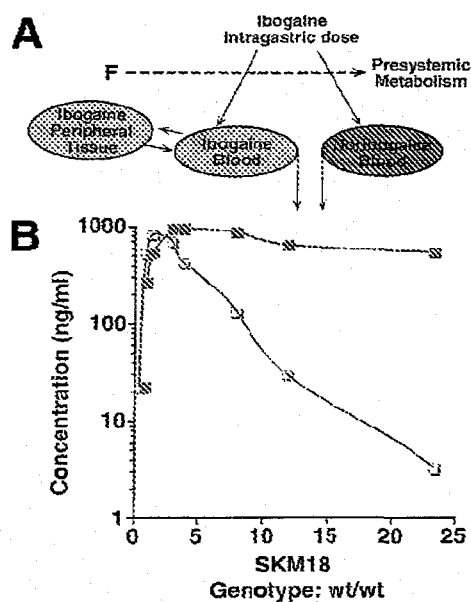 A
Ibogaine
Intragastric dose
F
Presystemic
Metabolism
Ibogaine
Peripheral
Tissue
Ibogaine
Blood
Noribogaine
Blood
B
Concentration (ng/ml)
1000
100
10
1
0
5
10
15
20
25
SKM18
Genotype: wt/wt